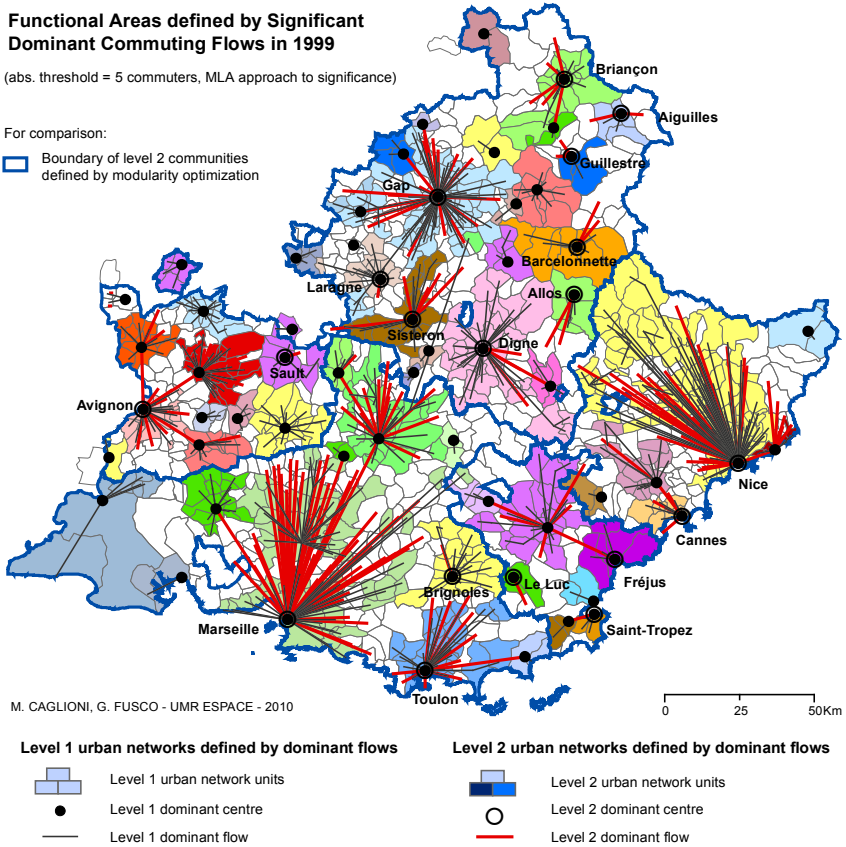 Functional Areas defined by Significant
Dominant Commuting Flows in 1999
(abs. threshold = 5 commuters, MLA approach to significance)
For comparison:
Boundary of level 2 communities
defined by modularity optimization
Briançon
Aiguilles
Guillestre
Gap
Barcelonnette
Laragne
Allos
Sisteron
Digne
Sault
Avignon
Nice
Cannes
Fréjus
Le Luc
Brignoles
Marseille
Saint-Tropez
Toulon
M. CAGLIONI, G. FUSCO - UMR ESPACE - 2010
0 25 50Km
Level 1 urban networks defined by dominant flows
Level 1 urban network units
Level 1 dominant centre
Level 1 dominant flow
Level 2 urban networks defined by dominant flows
Level 2 urban network units
Level 2 dominant centre
Level 2 dominant flow